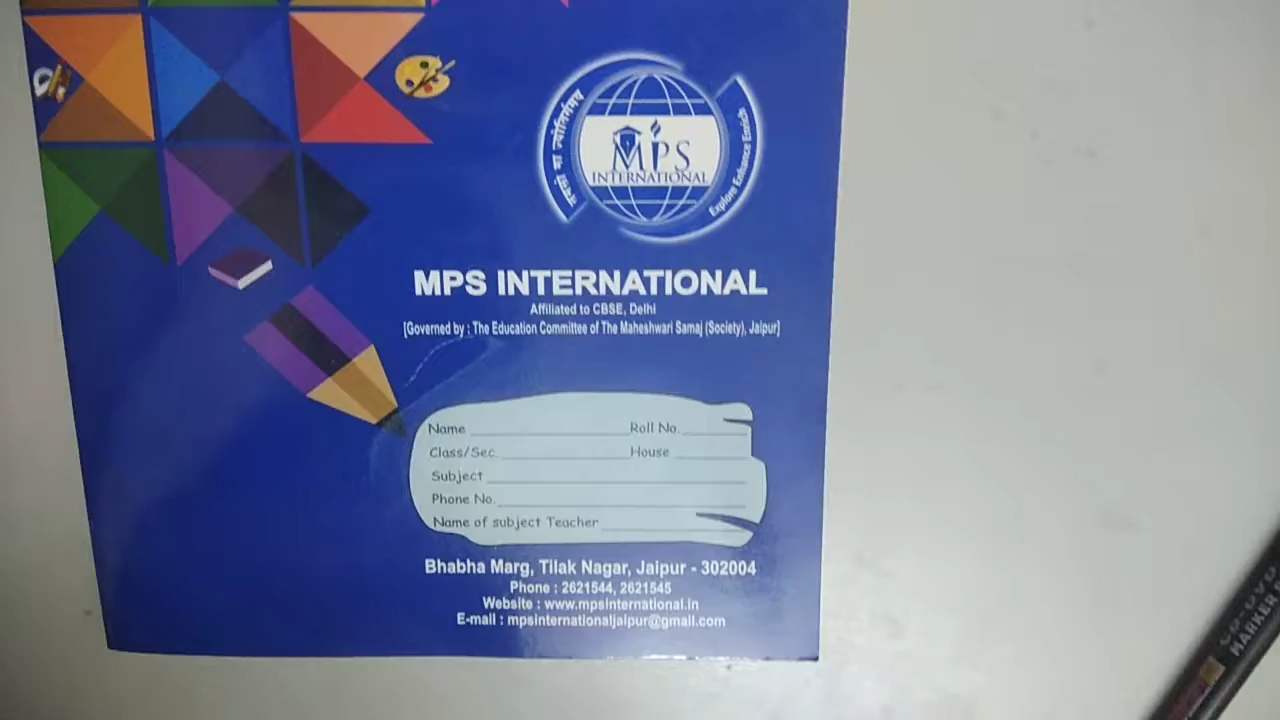 तमसो मा ज्योतिर्गमय
MPS
INTERNATIONAL
Explore Enhance Enrich
MPS INTERNATIONAL
Affiliated to CBSE, Delhi
[Governed by : The Education Committee of The Maheshwari Samaj (Society), Jaipur]
Name Roll No.
Class/Sec. House
Subject
Phone No.
Name of subject Teacher
Bhabha Marg, Tilak Nagar, Jaipur - 302004
Phone : 2621544, 2621545
Website : www.mpsinternational.in
E-mail : mpsinternationaljaipur@gmail.com
MARKER